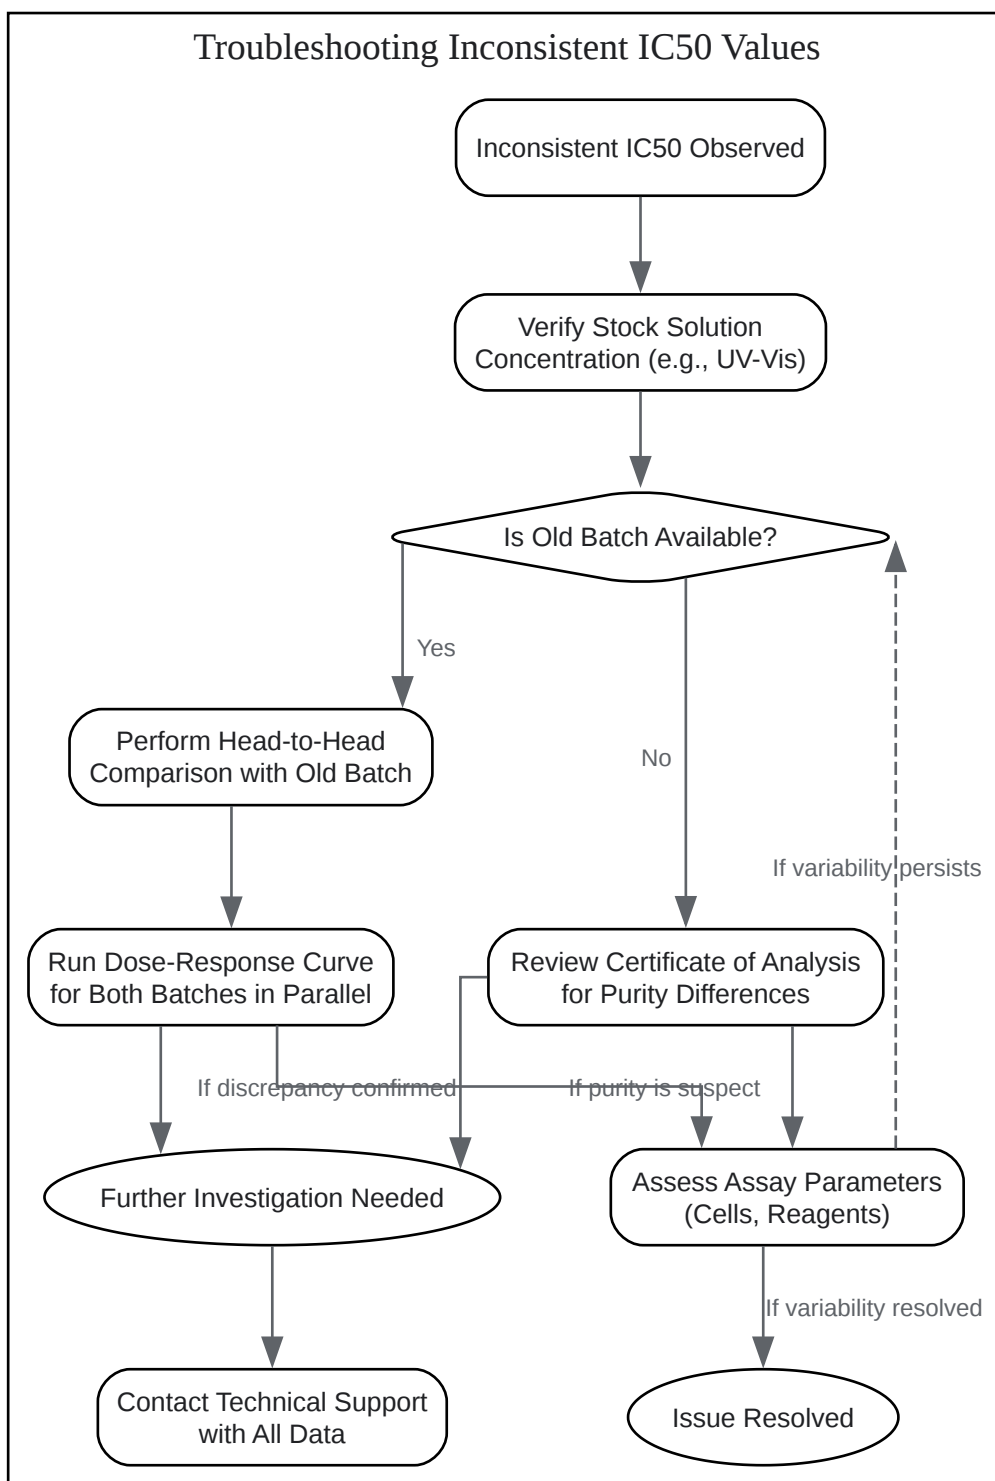 Troubleshooting Inconsistent IC50 Values
Inconsistent IC50 Observed
Verify Stock Solution
Concentration (e.g., UV-Vis)
Is Old Batch Available?
Yes
Perform Head-to-Head
Comparison with Old Batch
No
If variability persists
Run Dose-Response Curve
for Both Batches in Parallel
Review Certificate of Analysis
for Purity Differences
If discrepancy confirmed
If purity is suspect
Further Investigation Needed
Assess Assay Parameters
(Cells, Reagents)
If variability resolved
Contact Technical Support
with All Data
Issue Resolved